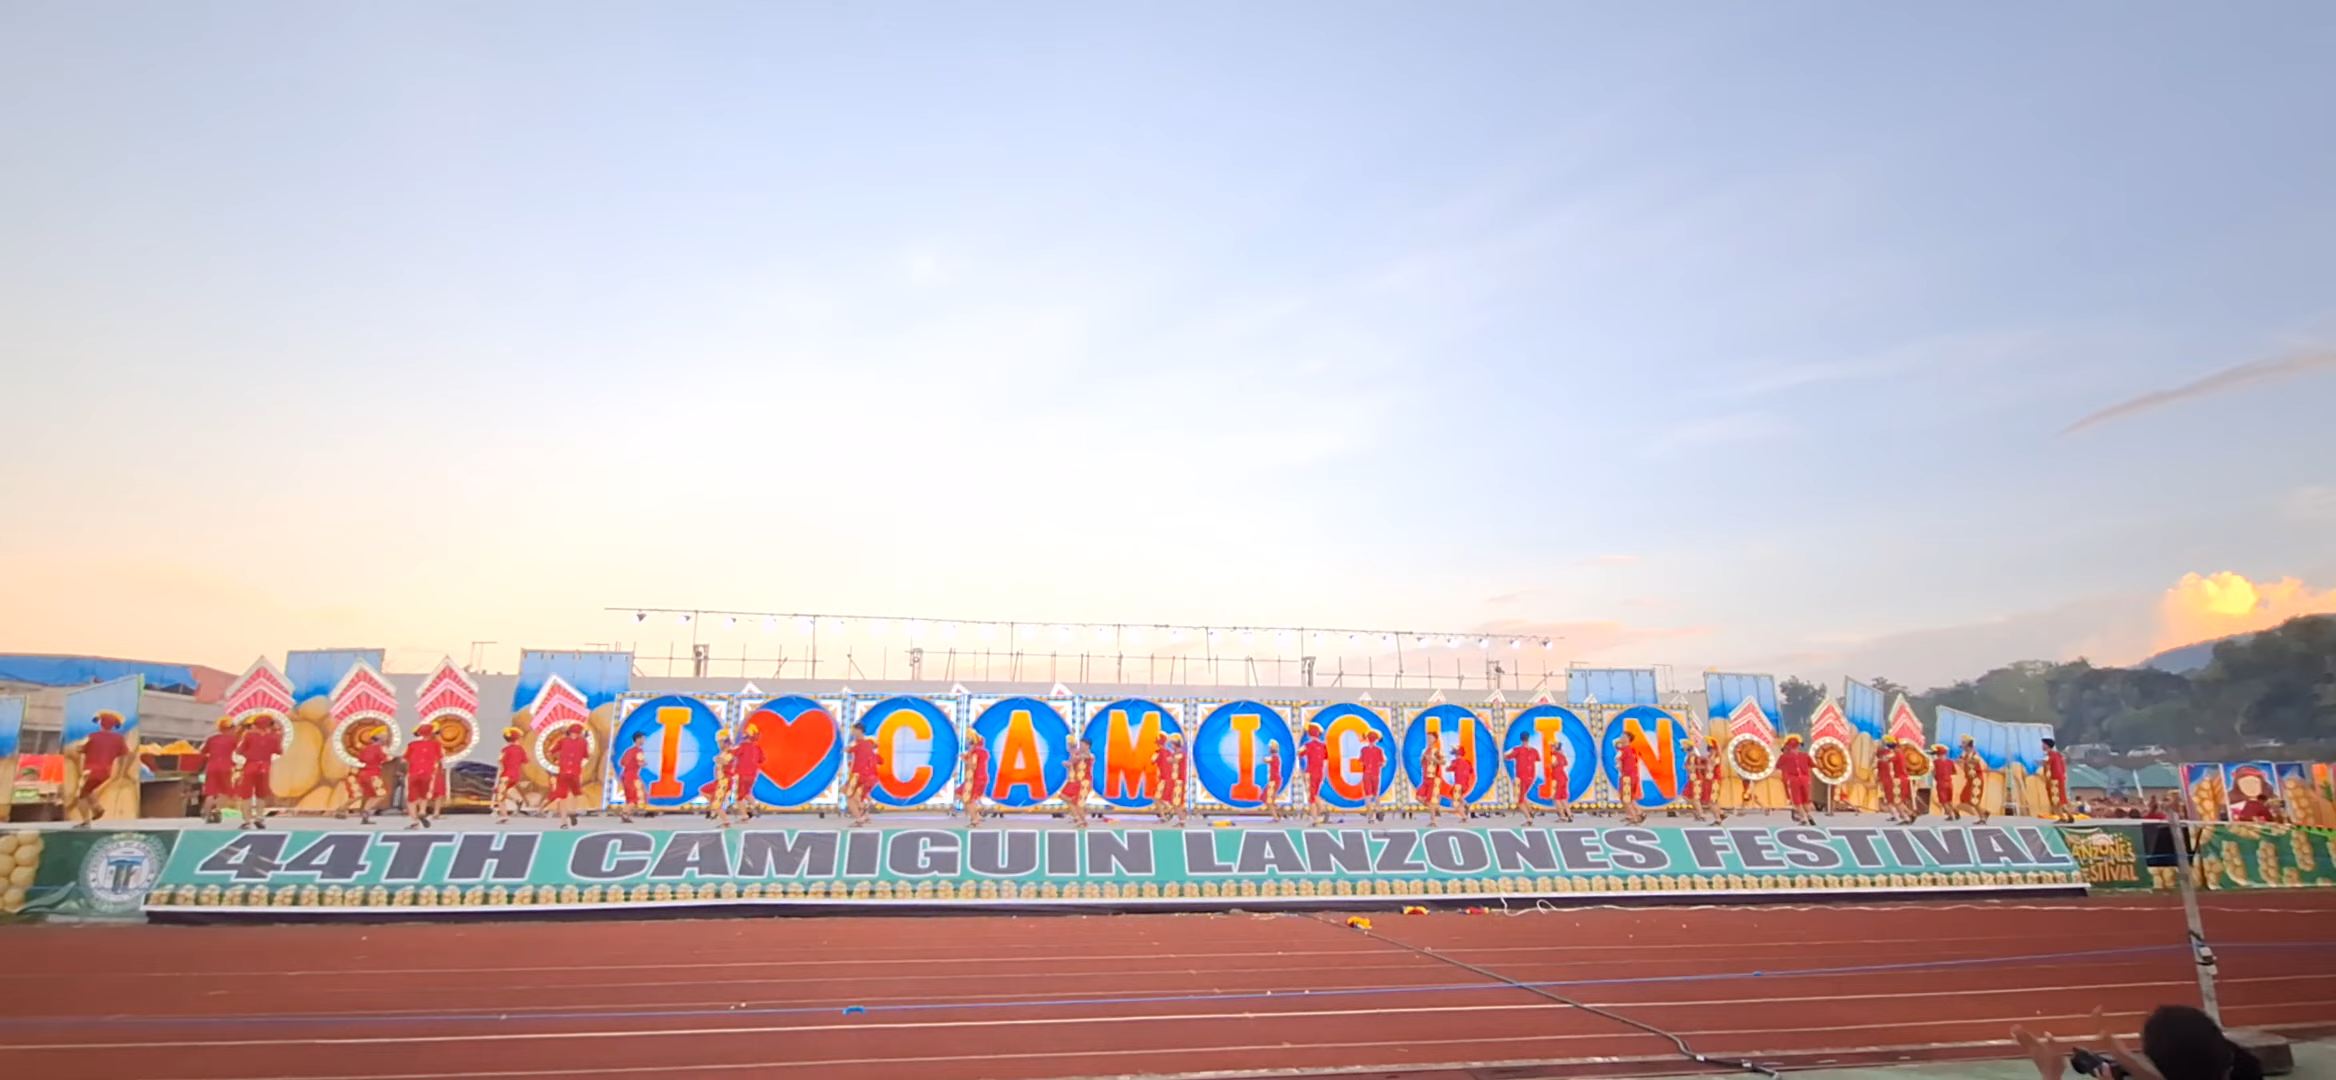 I ❤ CAMIGUIN
44TH CAMIGUIN LANZONES FESTIVAL
LANZONES
FESTIVAL